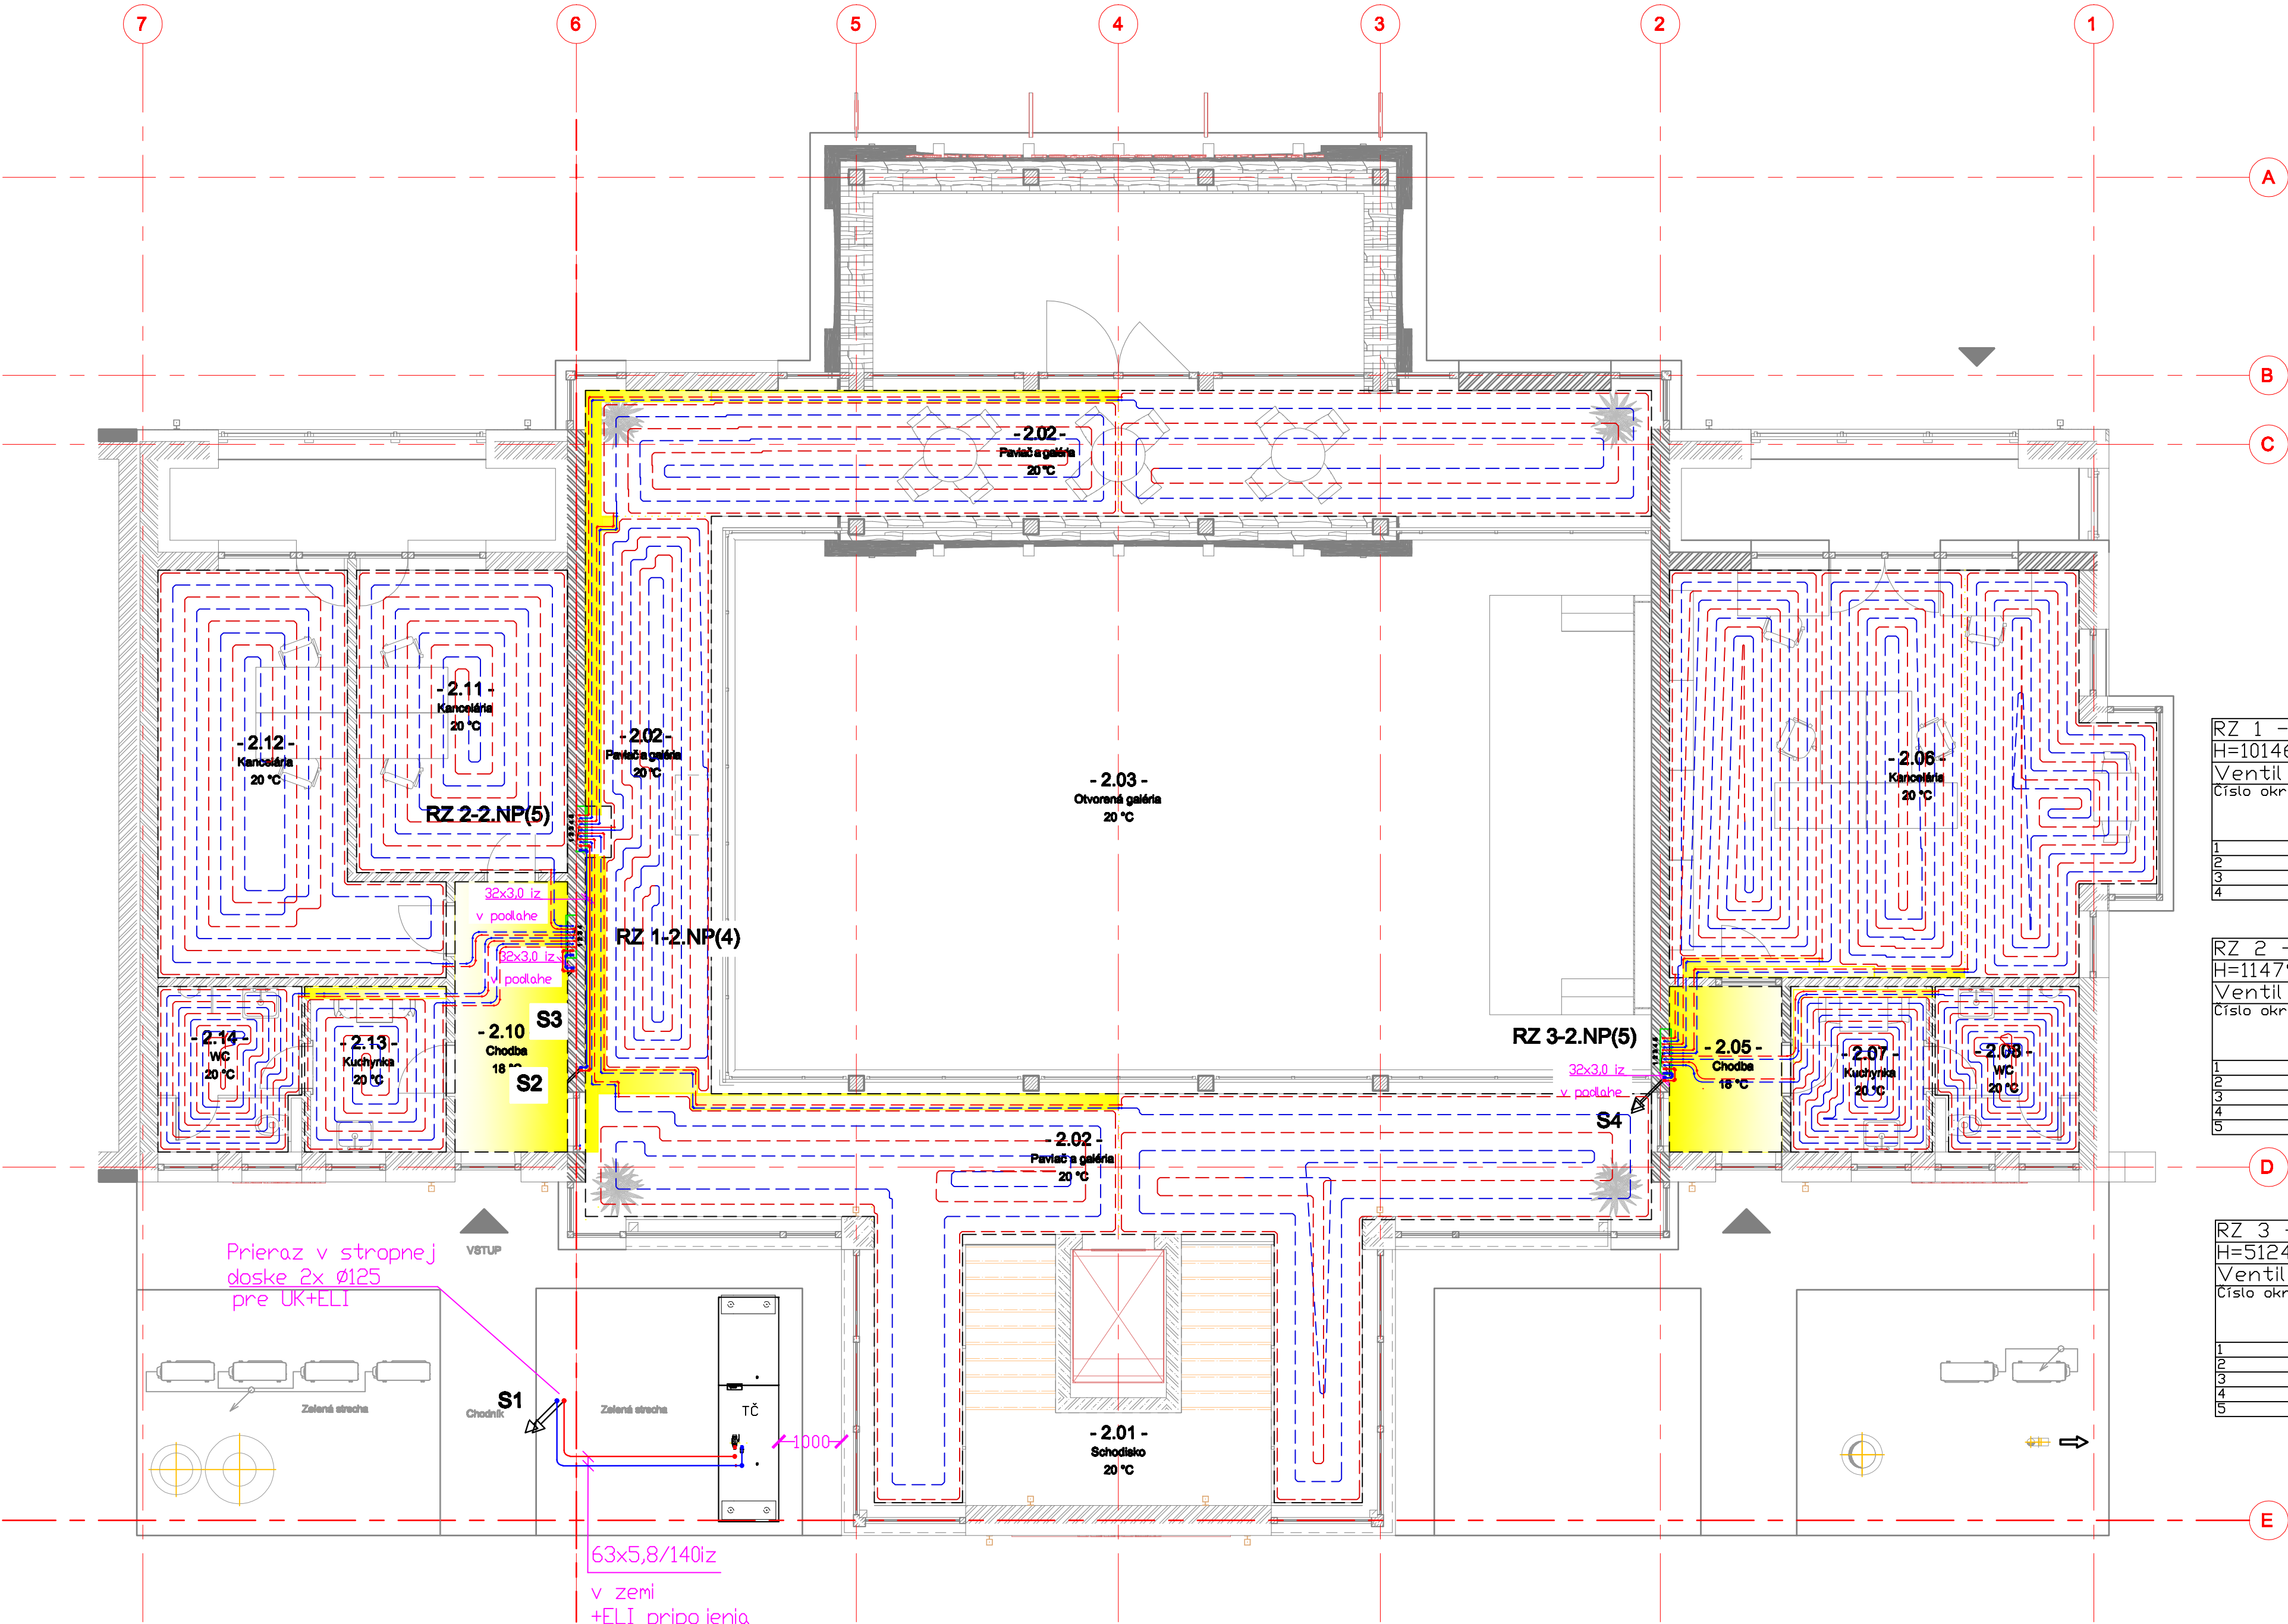 7
6
5
4
3
2
1
A
B
C
- 2.02 -
Pavlač a galéria
20 °C
- 2.11 -
Kancelária
20 °C
- 2.12 -
Kancelária
20 °C
- 2.02 -
Pavlač a galéria
20 °C
- 2.03 -
Otvorená galéria
20 °C
- 2.06 -
Kancelária
20 °C
RZ 2-2.NP(5)
32x3,0 iz
v podlahe
RZ 1-2.NP(4)
32x3,0 iz
v podlahe
S3
- 2.10
Chodba
18 °C
S2
- 2.14 -
WC
20 °C
- 2.13 -
Kuchynka
20 °C
RZ 3-2.NP(5)
32x3,0 iz
v podlahe
S4
- 2.05 -
Chodba
18 °C
- 2.07 -
Kuchynka
20 °C
- 2.08 -
WC
20 °C
- 2.02 -
Pavlač a galéria
20 °C
D
RZ 1 -
H=10146
Ventil
Číslo okr
1
2
3
4
RZ 2 -
H=1147
Ventil
Číslo okr
1
2
3
4
5
RZ 3 -
H=5124
Ventil
Číslo okr
1
2
3
4
5
VSTUP
Prieraz v stropnej
doske 2x Ø125
pre UK+ELI
Zelená strecha
Chodník
S1
Zelená strecha
TČ
1000
- 2.01 -
Schodisko
20 °C
E
63x5,8/140iz
v zemi
+ELI pripojenia